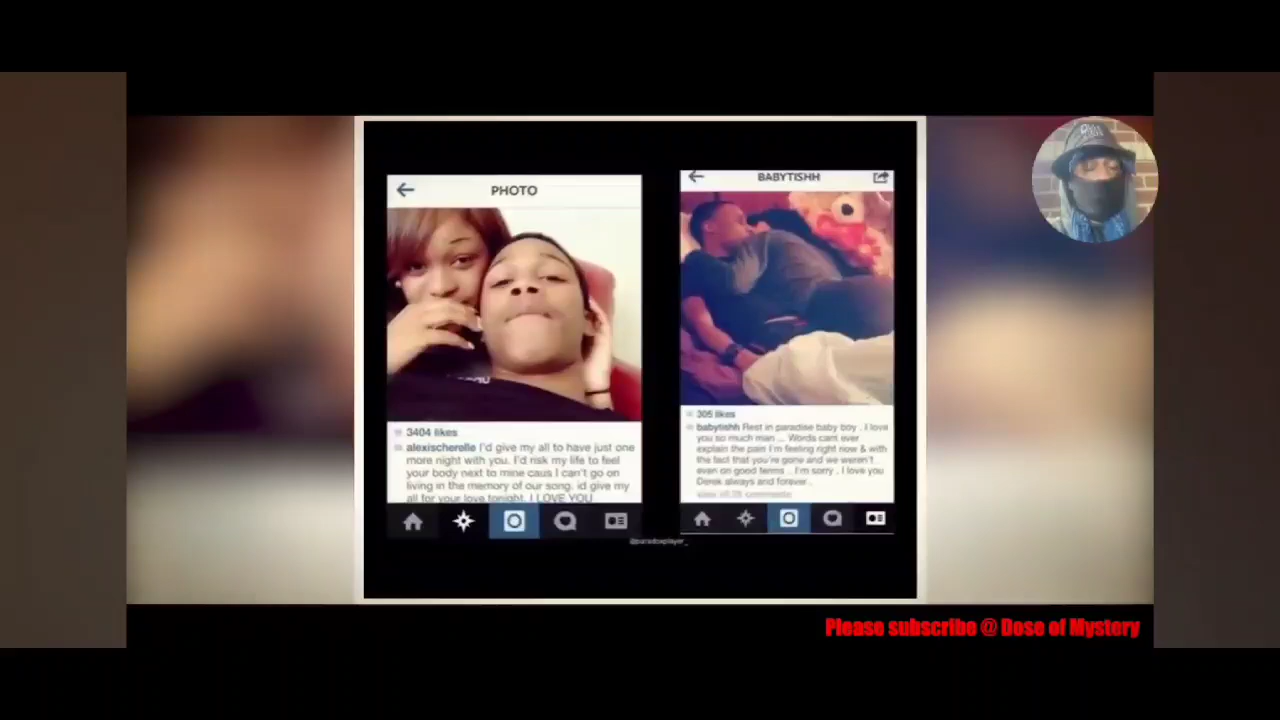 PHOTO
3404 likes
alexischerelle I'd give my all to have just one
more night with you. I'd risk my life to feel
your body next to mine caus I can't go on
living in the memory of our song. id give my
all for your love tonight. I LOVE YOU
BABYTISHH
305 likes
babytishh Rest in paradise baby boy . I love
you so much man ... Words cant ever
explain the pain I'm feeling right now & with
the fact that you're gone and we weren't
even on good terms . I'm sorry . I love you
Derek always and forever .
comments
Please subscribe @ Dose of Mystery